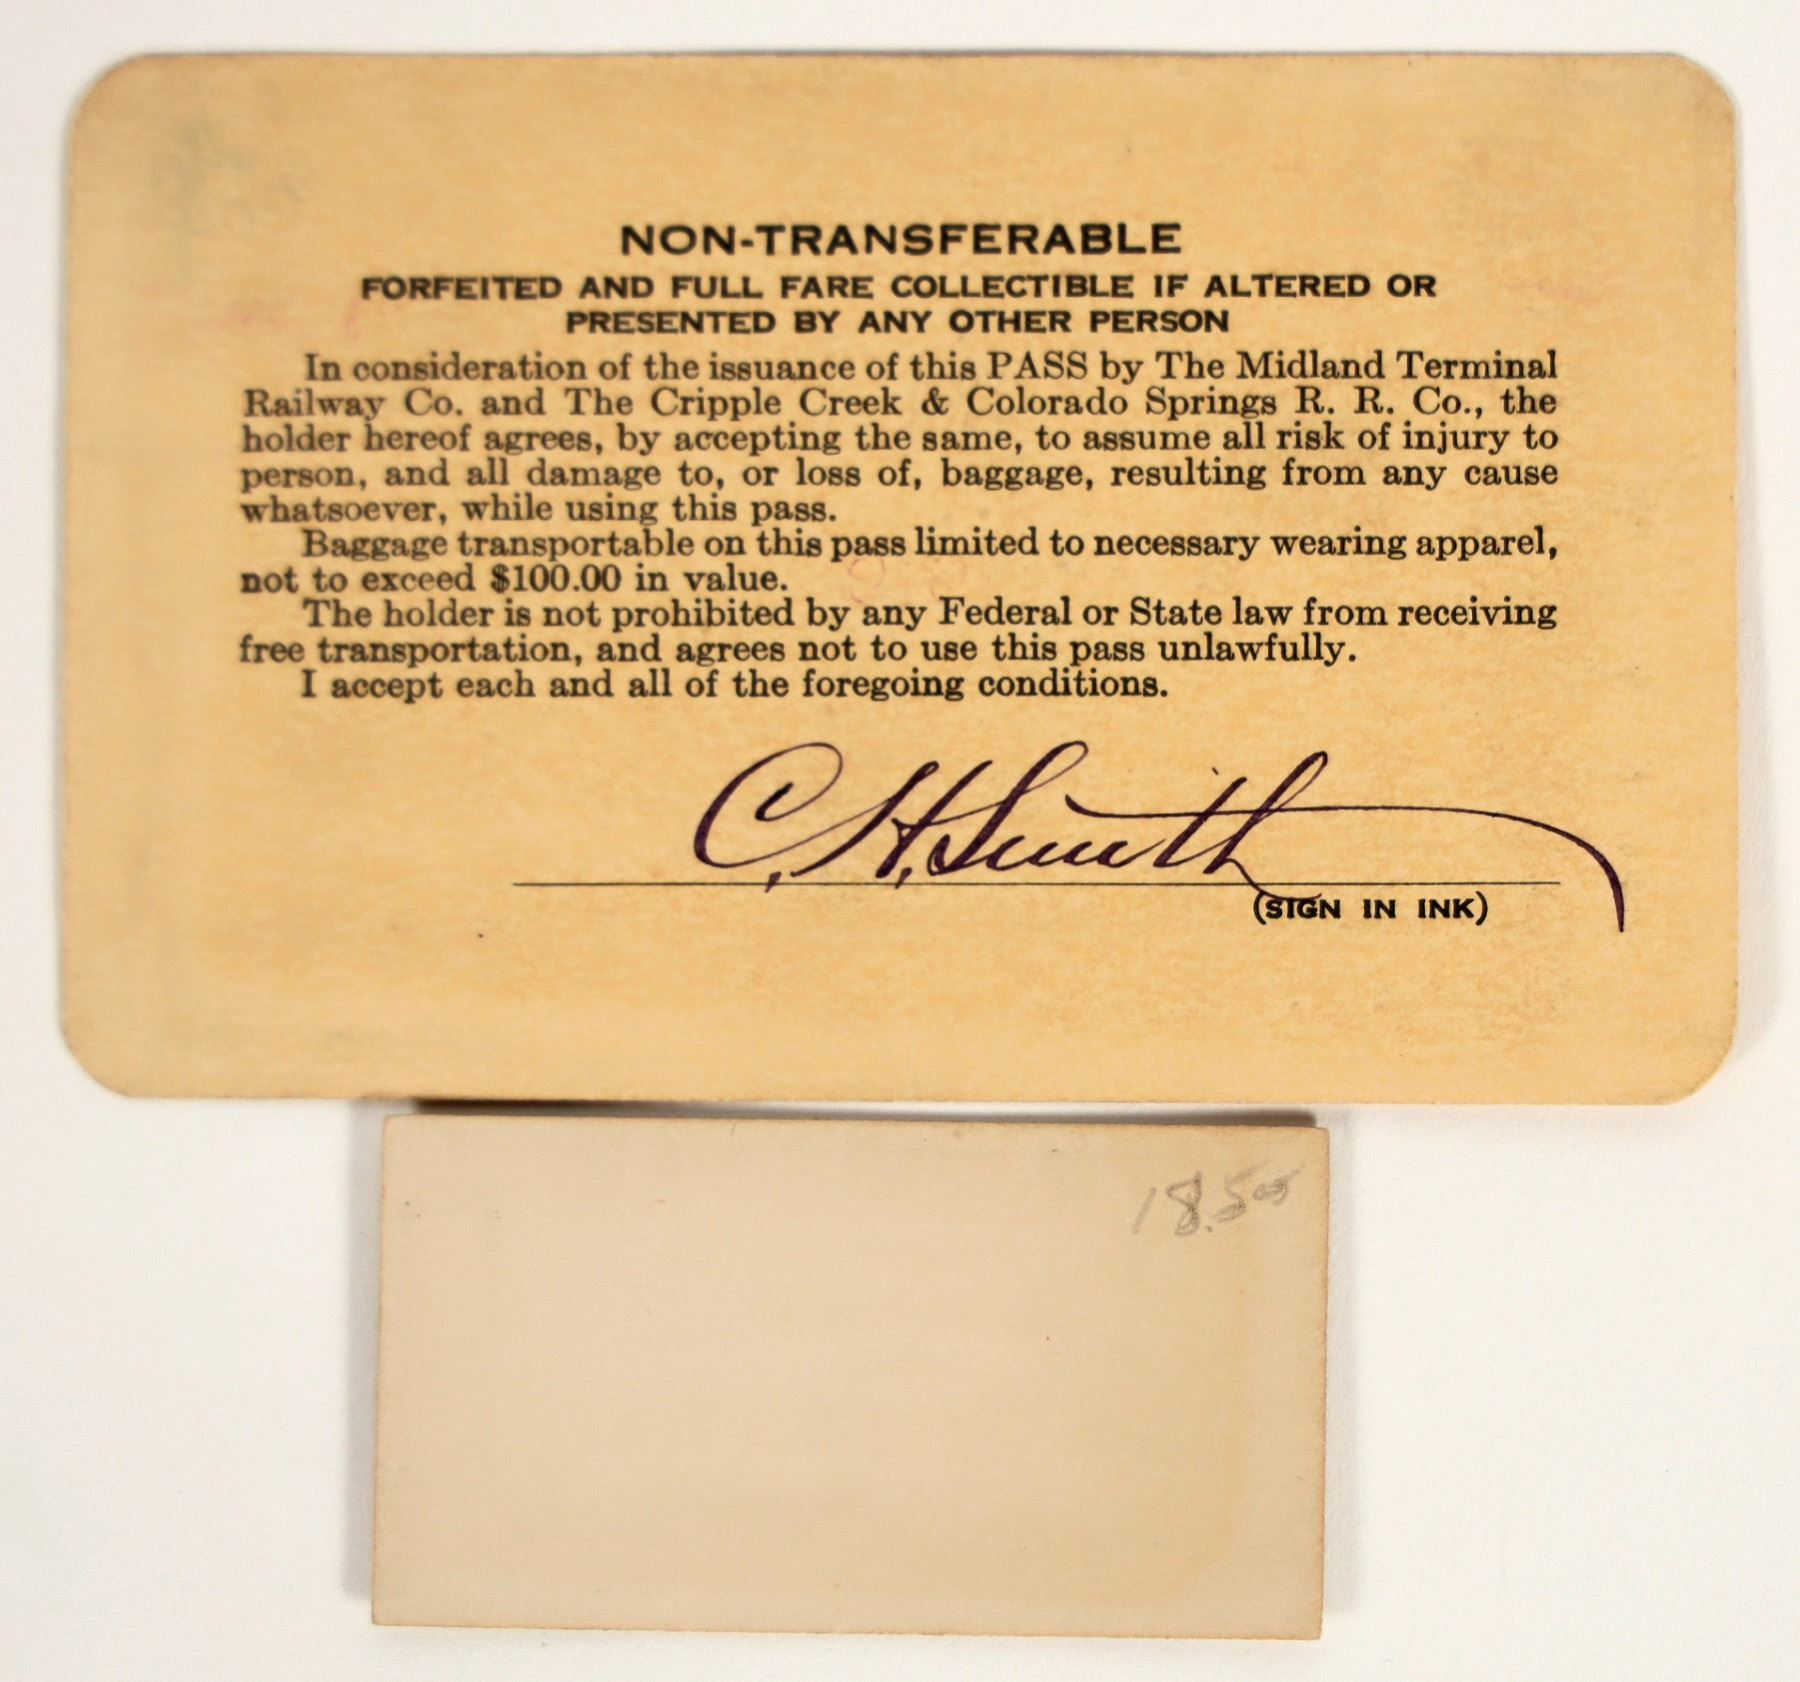 NON-TRANSFERABLE
FORFEITED AND FULL FARE COLLECTIBLE IF ALTERED OR
PRESENTED BY ANY OTHER PERSON
In consideration of the issuance of this PASS by The Midland Terminal
Railway Co. and The Cripple Creek & Colorado Springs R. R. Co., the
holder hereof agrees, by accepting the same, to assume all risk of injury to
person, and all damage to, or loss of, baggage, resulting from any cause
whatsoever, while using this pass.
Baggage transportable on this pass limited to necessary wearing apparel,
not to exceed $100.00 in value.
The holder is not prohibited by any Federal or State law from receiving
free transportation, and agrees not to use this pass unlawfully.
I accept each and all of the foregoing conditions.
C. H. Smith
(SIGN IN INK)